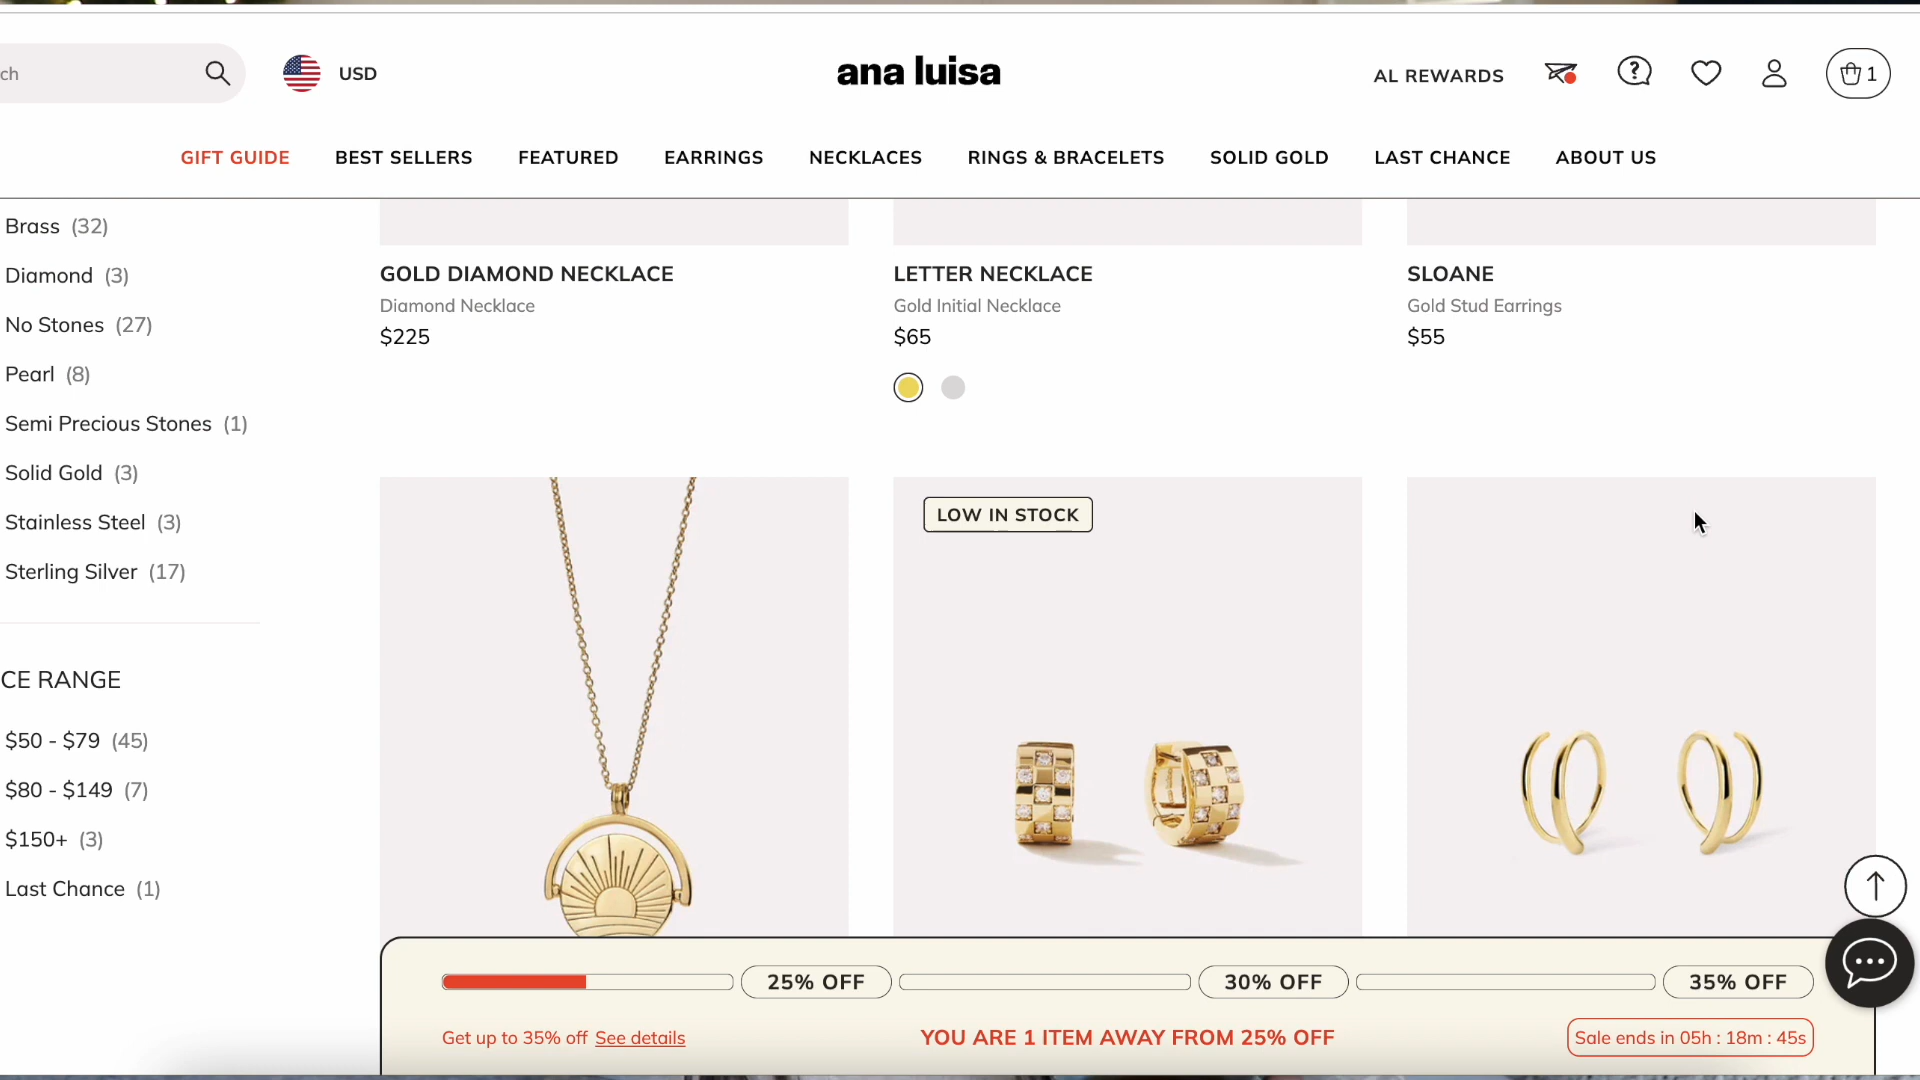 ch
USD
ana luisa
AL REWARDS
1
GIFT GUIDE
BEST SELLERS
FEATURED
EARRINGS
NECKLACES
RINGS & BRACELETS
SOLID GOLD
LAST CHANCE
ABOUT US
Brass (32)
Diamond (3)
No Stones (27)
Pearl (8)
Semi Precious Stones (1)
Solid Gold (3)
Stainless Steel (3)
Sterling Silver (17)
CE RANGE
$50 - $79 (45)
$80 - $149 (7)
$150+ (3)
Last Chance (1)
GOLD DIAMOND NECKLACE
Diamond Necklace
$225
LETTER NECKLACE
Gold Initial Necklace
$65
SLOANE
Gold Stud Earrings
$55
LOW IN STOCK
25% OFF
30% OFF
35% OFF
Get up to 35% off See details
YOU ARE 1 ITEM AWAY FROM 25% OFF
Sale ends in 05h : 18m : 45s